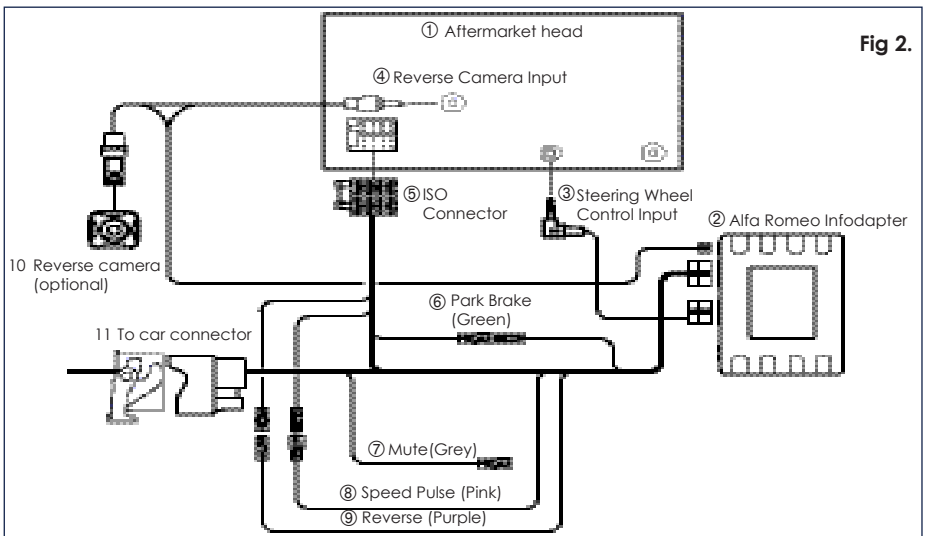 ① Aftermarket head
Fig 2.
④ Reverse Camera Input
⑤ ISO
Connector
③ Steering Wheel
Control Input
② Alfa Romeo Infodapter
10 Reverse camera
(optional)
⑥ Park Brake
(Green)
11 To car connector
⑦ Mute(Grey)
⑧ Speed Pulse (Pink)
⑨ Reverse (Purple)